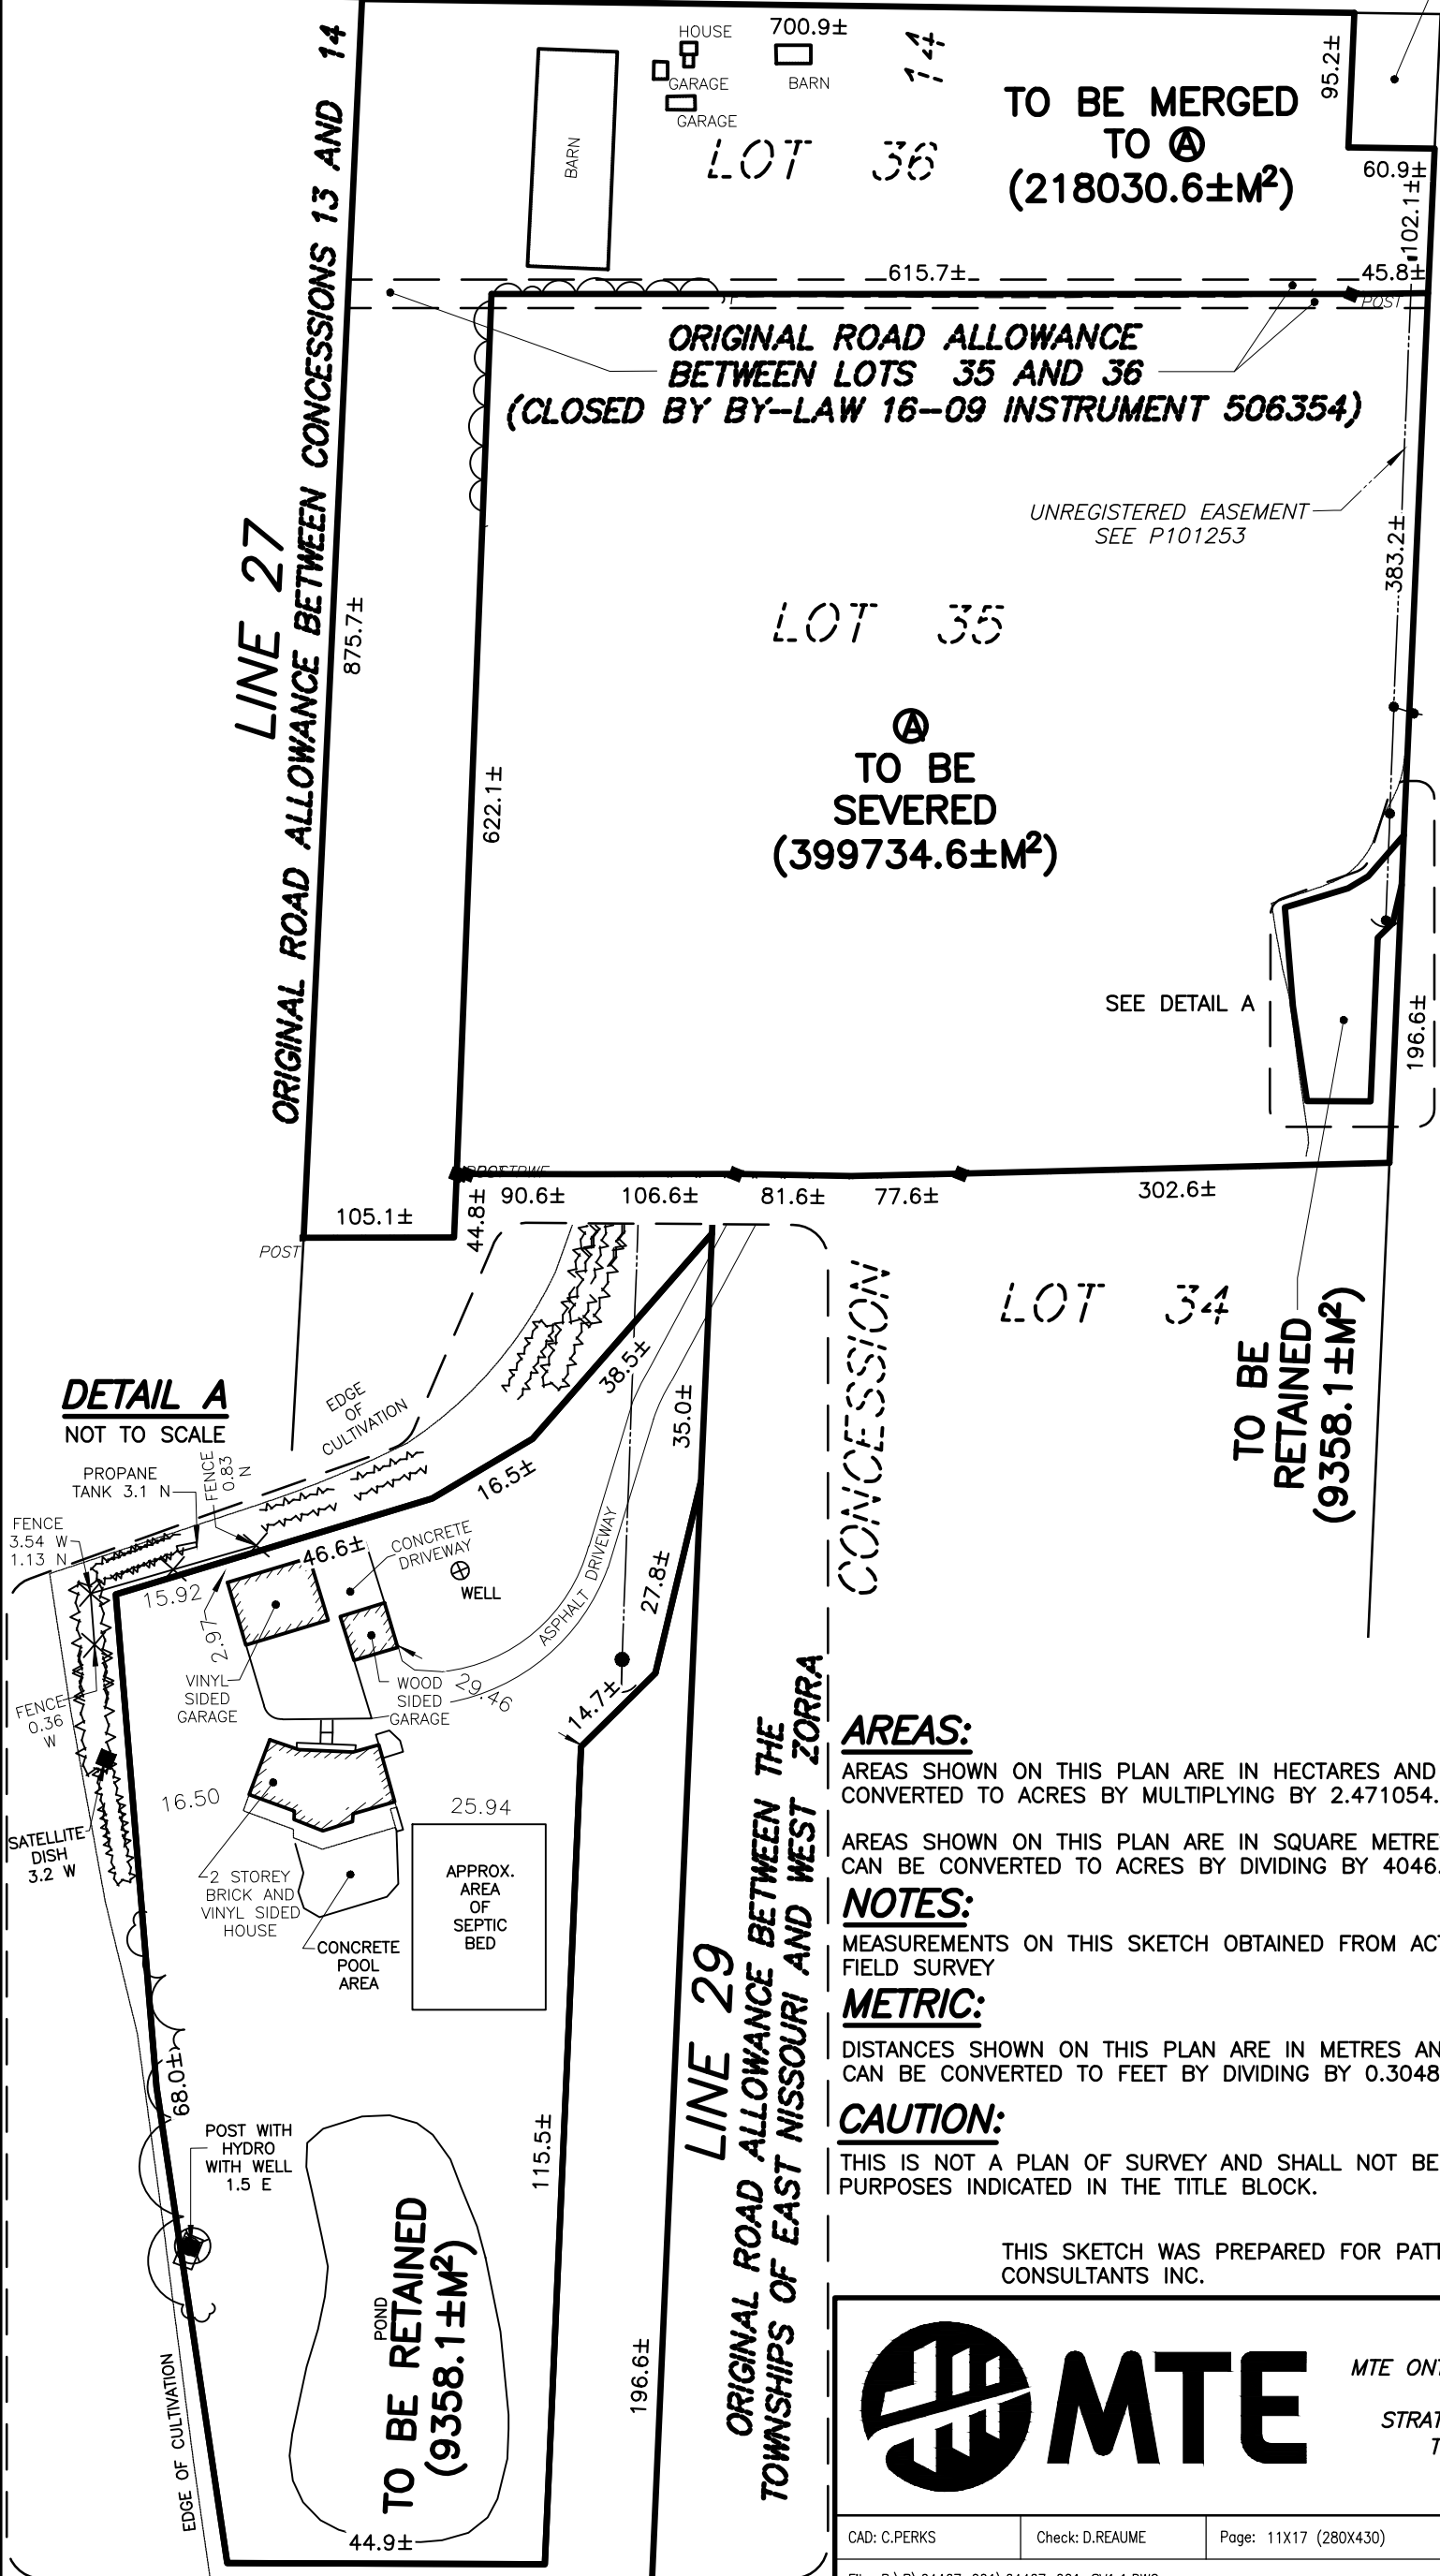 HOUSE
700.9±
14
95.2±
GARAGE
BARN
GARAGE
BARN
LOT 36
TO BE MERGED
TO Ⓐ
(218030.6±M²)
60.9±
102.1±
615.7±
45.8±
POST
ORIGINAL ROAD ALLOWANCE
BETWEEN LOTS 35 AND 36
(CLOSED BY BY-LAW 16-09 INSTRUMENT 506354)
LINE 27
ORIGINAL ROAD ALLOWANCE BETWEEN CONCESSIONS 13 AND 14
875.7±
622.1±
UNREGISTERED EASEMENT
SEE P101253
383.2±
LOT 35
Ⓐ
TO BE
SEVERED
(399734.6±M²)
SEE DETAIL A
196.6±
90.6±
106.6±
81.6±
77.6±
302.6±
44.8±
105.1±
POST
CONCESSION
LOT 34
TO BE
RETAINED
(9358.1±M²)
DETAIL A
NOT TO SCALE
EDGE
OF
CULTIVATION
38.5±
35.0±
PROPANE
TANK 3.1 N
FENCE
0.83
N
16.5±
FENCE
3.54 W
1.13 N
46.6±
CONCRETE
DRIVEWAY
WELL
ASPHALT DRIVEWAY
27.8±
15.92
2.97
VINYL
SIDED
GARAGE
WOOD
SIDED
GARAGE
29.46
14.7±
FENCE
0.36
W
16.50
25.94
SATELLITE
DISH
3.2 W
2 STOREY
BRICK AND
VINYL SIDED
HOUSE
CONCRETE
POOL
AREA
APPROX.
AREA
OF
SEPTIC
BED
68.0±
POST WITH
HYDRO
WITH WELL
1.5 E
115.5±
POND
TO BE RETAINED
(9358.1±M²)
EDGE OF CULTIVATION
44.9±
196.6±
LINE 29
ORIGINAL ROAD ALLOWANCE BETWEEN THE
TOWNSHIPS OF EAST NISSOURI AND WEST ZORRA
AREAS:
AREAS SHOWN ON THIS PLAN ARE IN HECTARES AND
CONVERTED TO ACRES BY MULTIPLYING BY 2.471054.
AREAS SHOWN ON THIS PLAN ARE IN SQUARE METRE
CAN BE CONVERTED TO ACRES BY DIVIDING BY 4046.
NOTES:
MEASUREMENTS ON THIS SKETCH OBTAINED FROM ACT
FIELD SURVEY
METRIC:
DISTANCES SHOWN ON THIS PLAN ARE IN METRES AN
CAN BE CONVERTED TO FEET BY DIVIDING BY 0.3048
CAUTION:
THIS IS NOT A PLAN OF SURVEY AND SHALL NOT BE
PURPOSES INDICATED IN THE TITLE BLOCK.
THIS SKETCH WAS PREPARED FOR PATT
CONSULTANTS INC.
MTE
MTE ONT
STRAT
CAD: C.PERKS
Check: D.REAUME
Page: 11X17 (280X430)